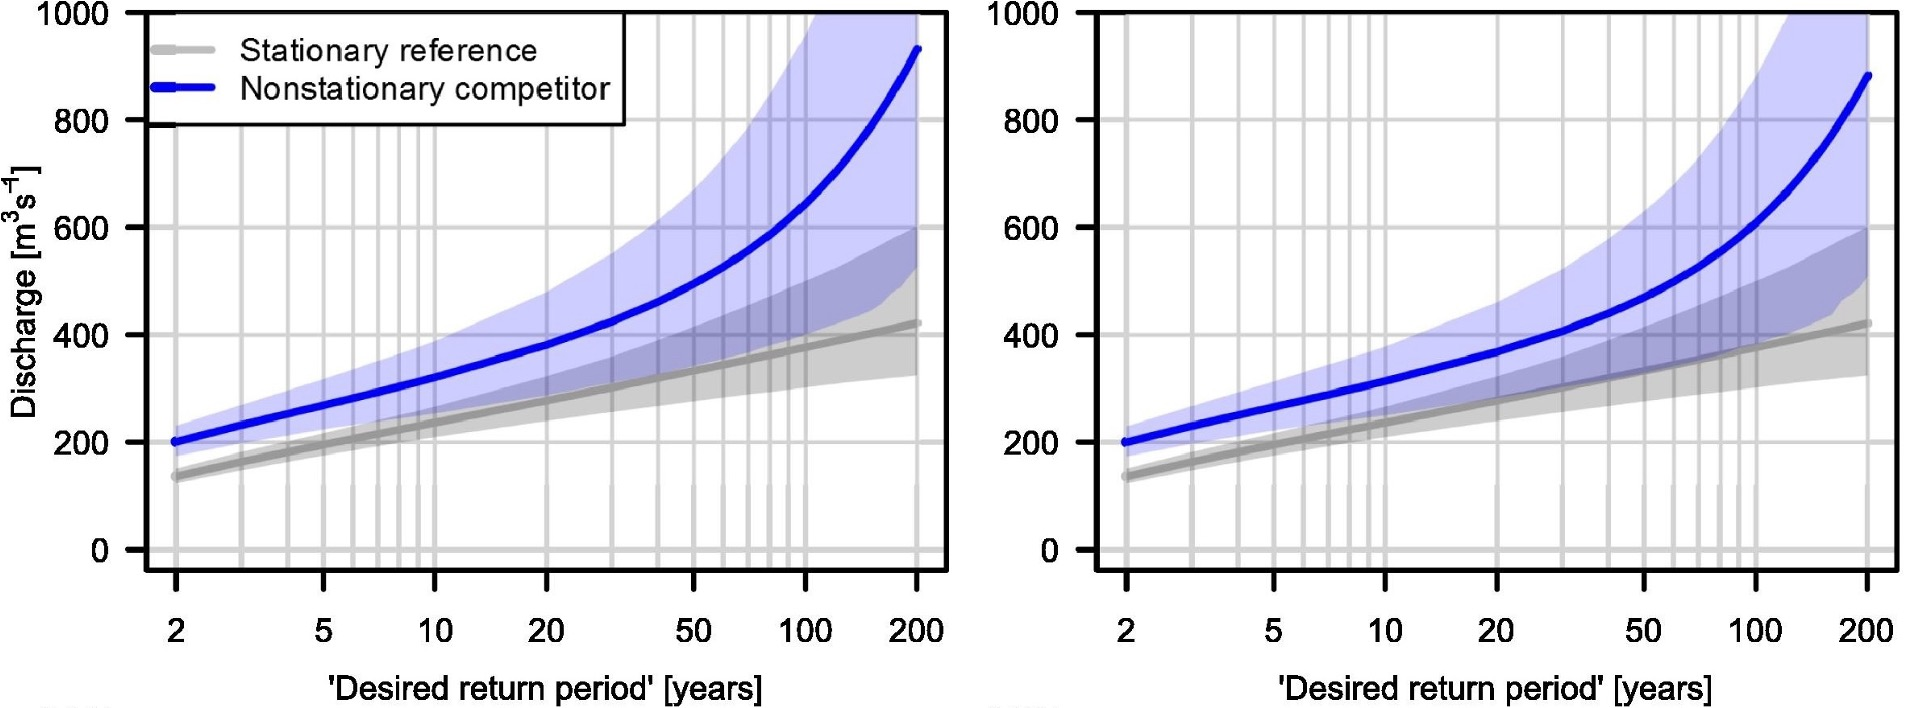 1000
800
600
400
200
0
Discharge [m³s⁻¹]
Stationary reference
Nonstationary competitor
2 5 10 20 50 100 200
'Desired return period' [years]
1000
800
600
400
200
0
2 5 10 20 50 100 200
'Desired return period' [years]